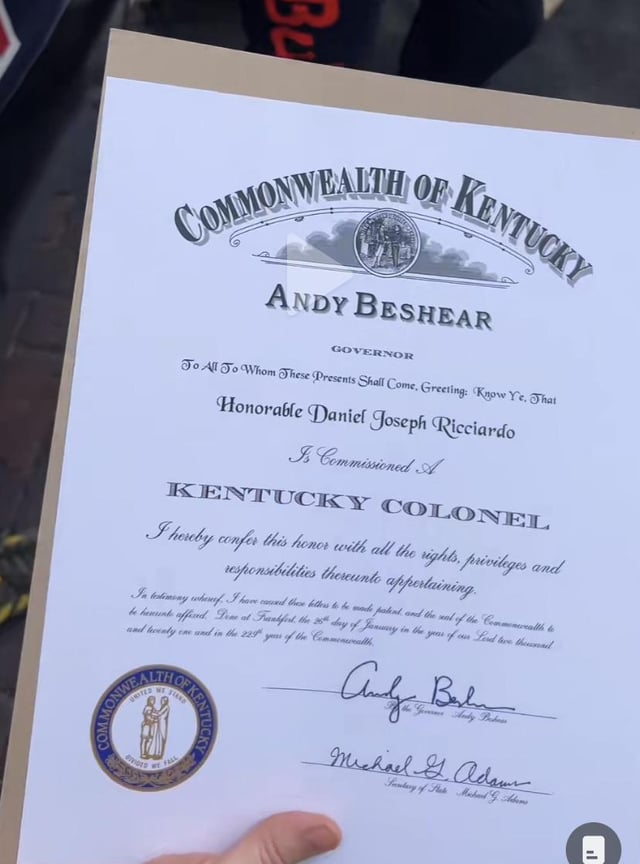 Bu
COMMONWEALTH OF KENTUCKY
ANDY BESHEAR
GOVERNOR
To All To Whom These Presents Shall Come, Greeting: Know Ye, That
Honorable Daniel Joseph Ricciardo
Is Commissioned A
KENTUCKY COLONEL
I hereby confer this honor with all the rights, privileges and
responsibilities thereunto appertaining.
In testimony whereof, I have caused these letters to be made patent, and the seal of the Commonwealth to
be hereunto affixed. Done at Frankfort, the 26th day of January in the year of our Lord two thousand
and twenty one and in the 229th year of the Commonwealth.
COMMONWEALTH OF KENTUCKY
UNITED WE STAND
DIVIDED WE FALL
Andy Beshear
By the Governor Andy Beshear
Michael G. Adams
Secretary of State Michael G. Adams